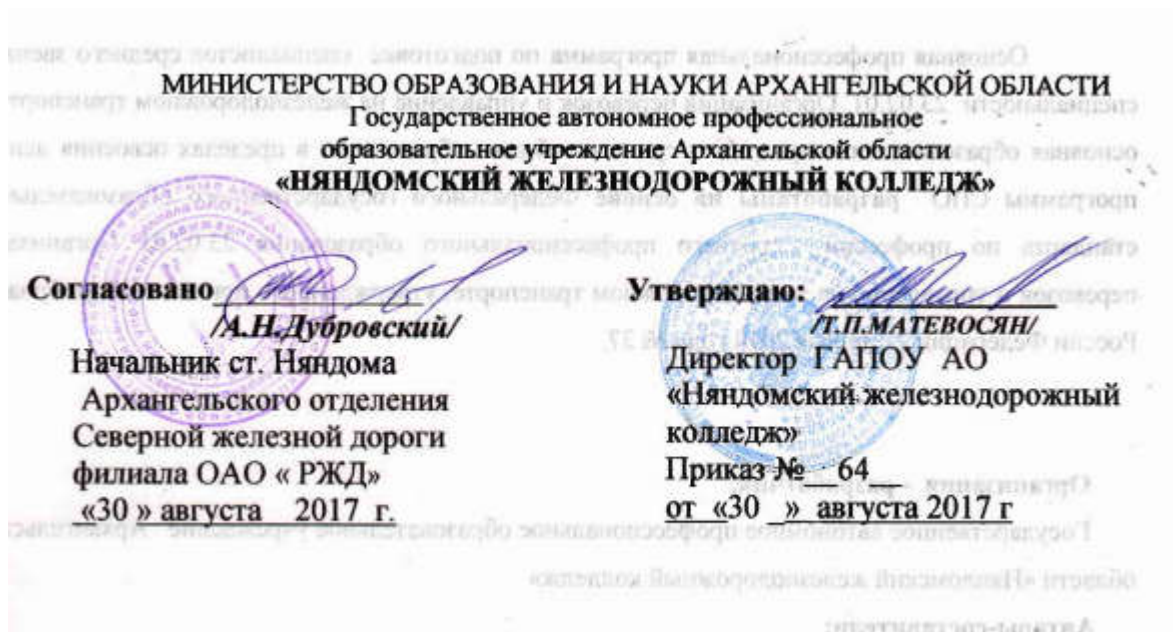 МИНИСТЕРСТВО ОБРАЗОВАНИЯ И НАУКИ АРХАНГЕЛЬСКОЙ ОБЛАСТИ
Государственное автономное профессиональное
образовательное учреждение Архангельской области
«НЯНДОМСКИЙ ЖЕЛЕЗНОДОРОЖНЫЙ КОЛЛЕДЖ»
Согласовано
/А.Н.Дубровский/
Начальник ст. Няндома
Архангельского отделения
Северной железной дороги
филиала ОАО « РЖД»
«30 » августа 2017 г.
Утверждаю:
/Т.П.МАТЕВОСЯН/
Директор ГАПОУ АО
«Няндомский железнодорожный
колледж»
Приказ № 64
от «30 » августа 2017 г